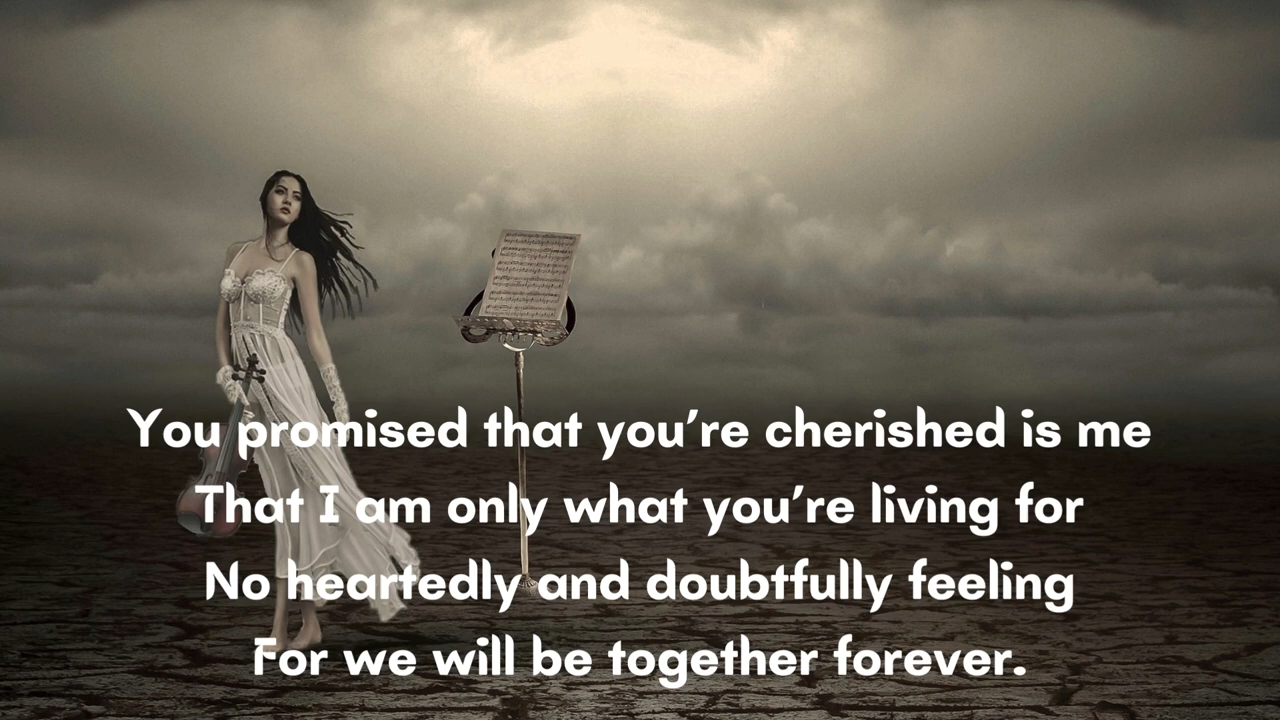 You promised that you’re cherished is me
That I am only what you’re living for
No heartedly and doubtfully feeling
For we will be together forever.